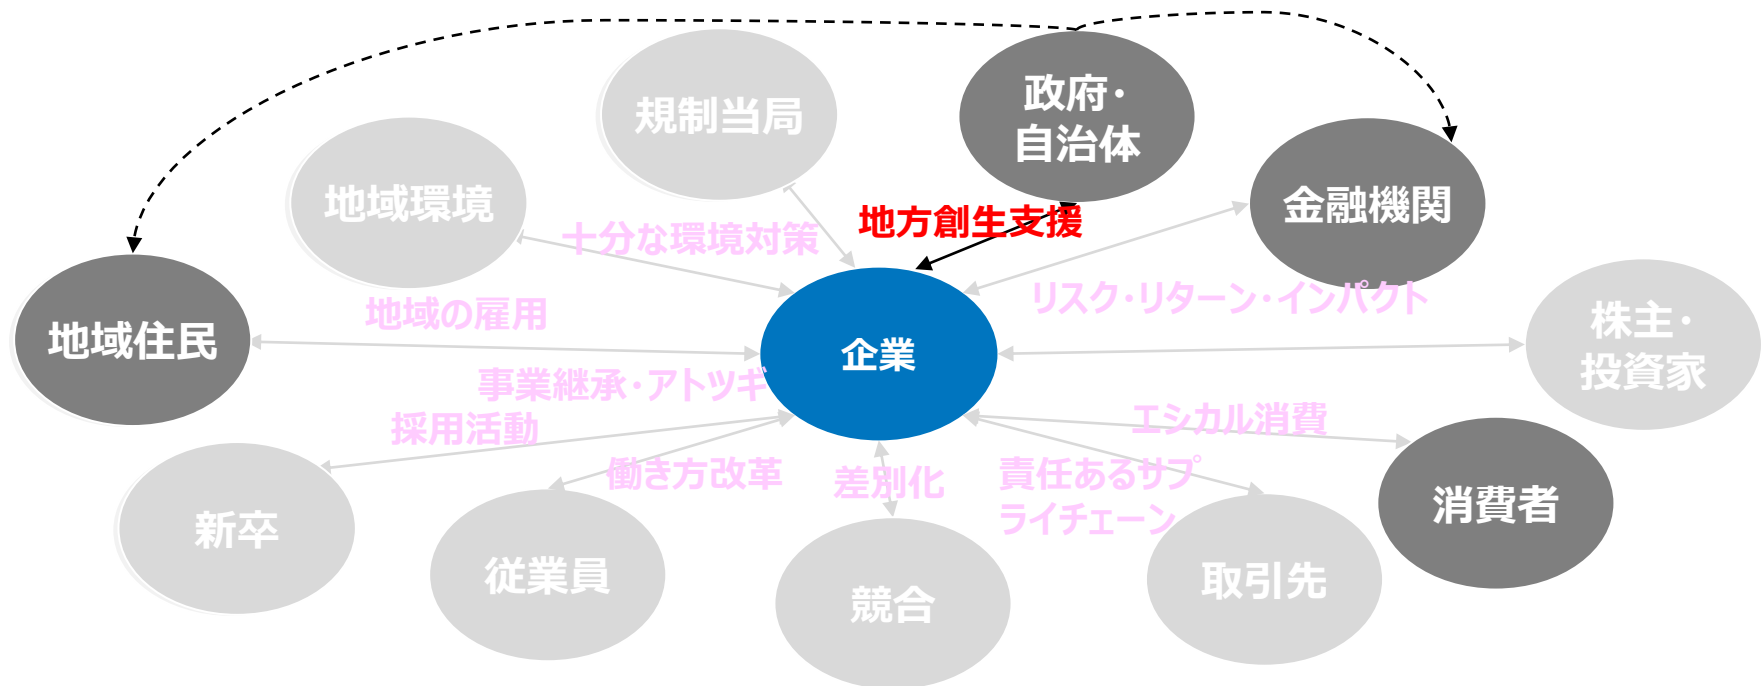 規制当局
政府・
自治体
地域環境
金融機関
十分な環境対策
地方創生支援
地域の雇用
リスク・リターン・インパクト
地域住民
企業
株主・
投資家
事業継承・アトツギ
採用活動
エシカル消費
働き方改革
差別化
責任あるサプ
ライチェーン
消費者
新卒
従業員
競合
取引先